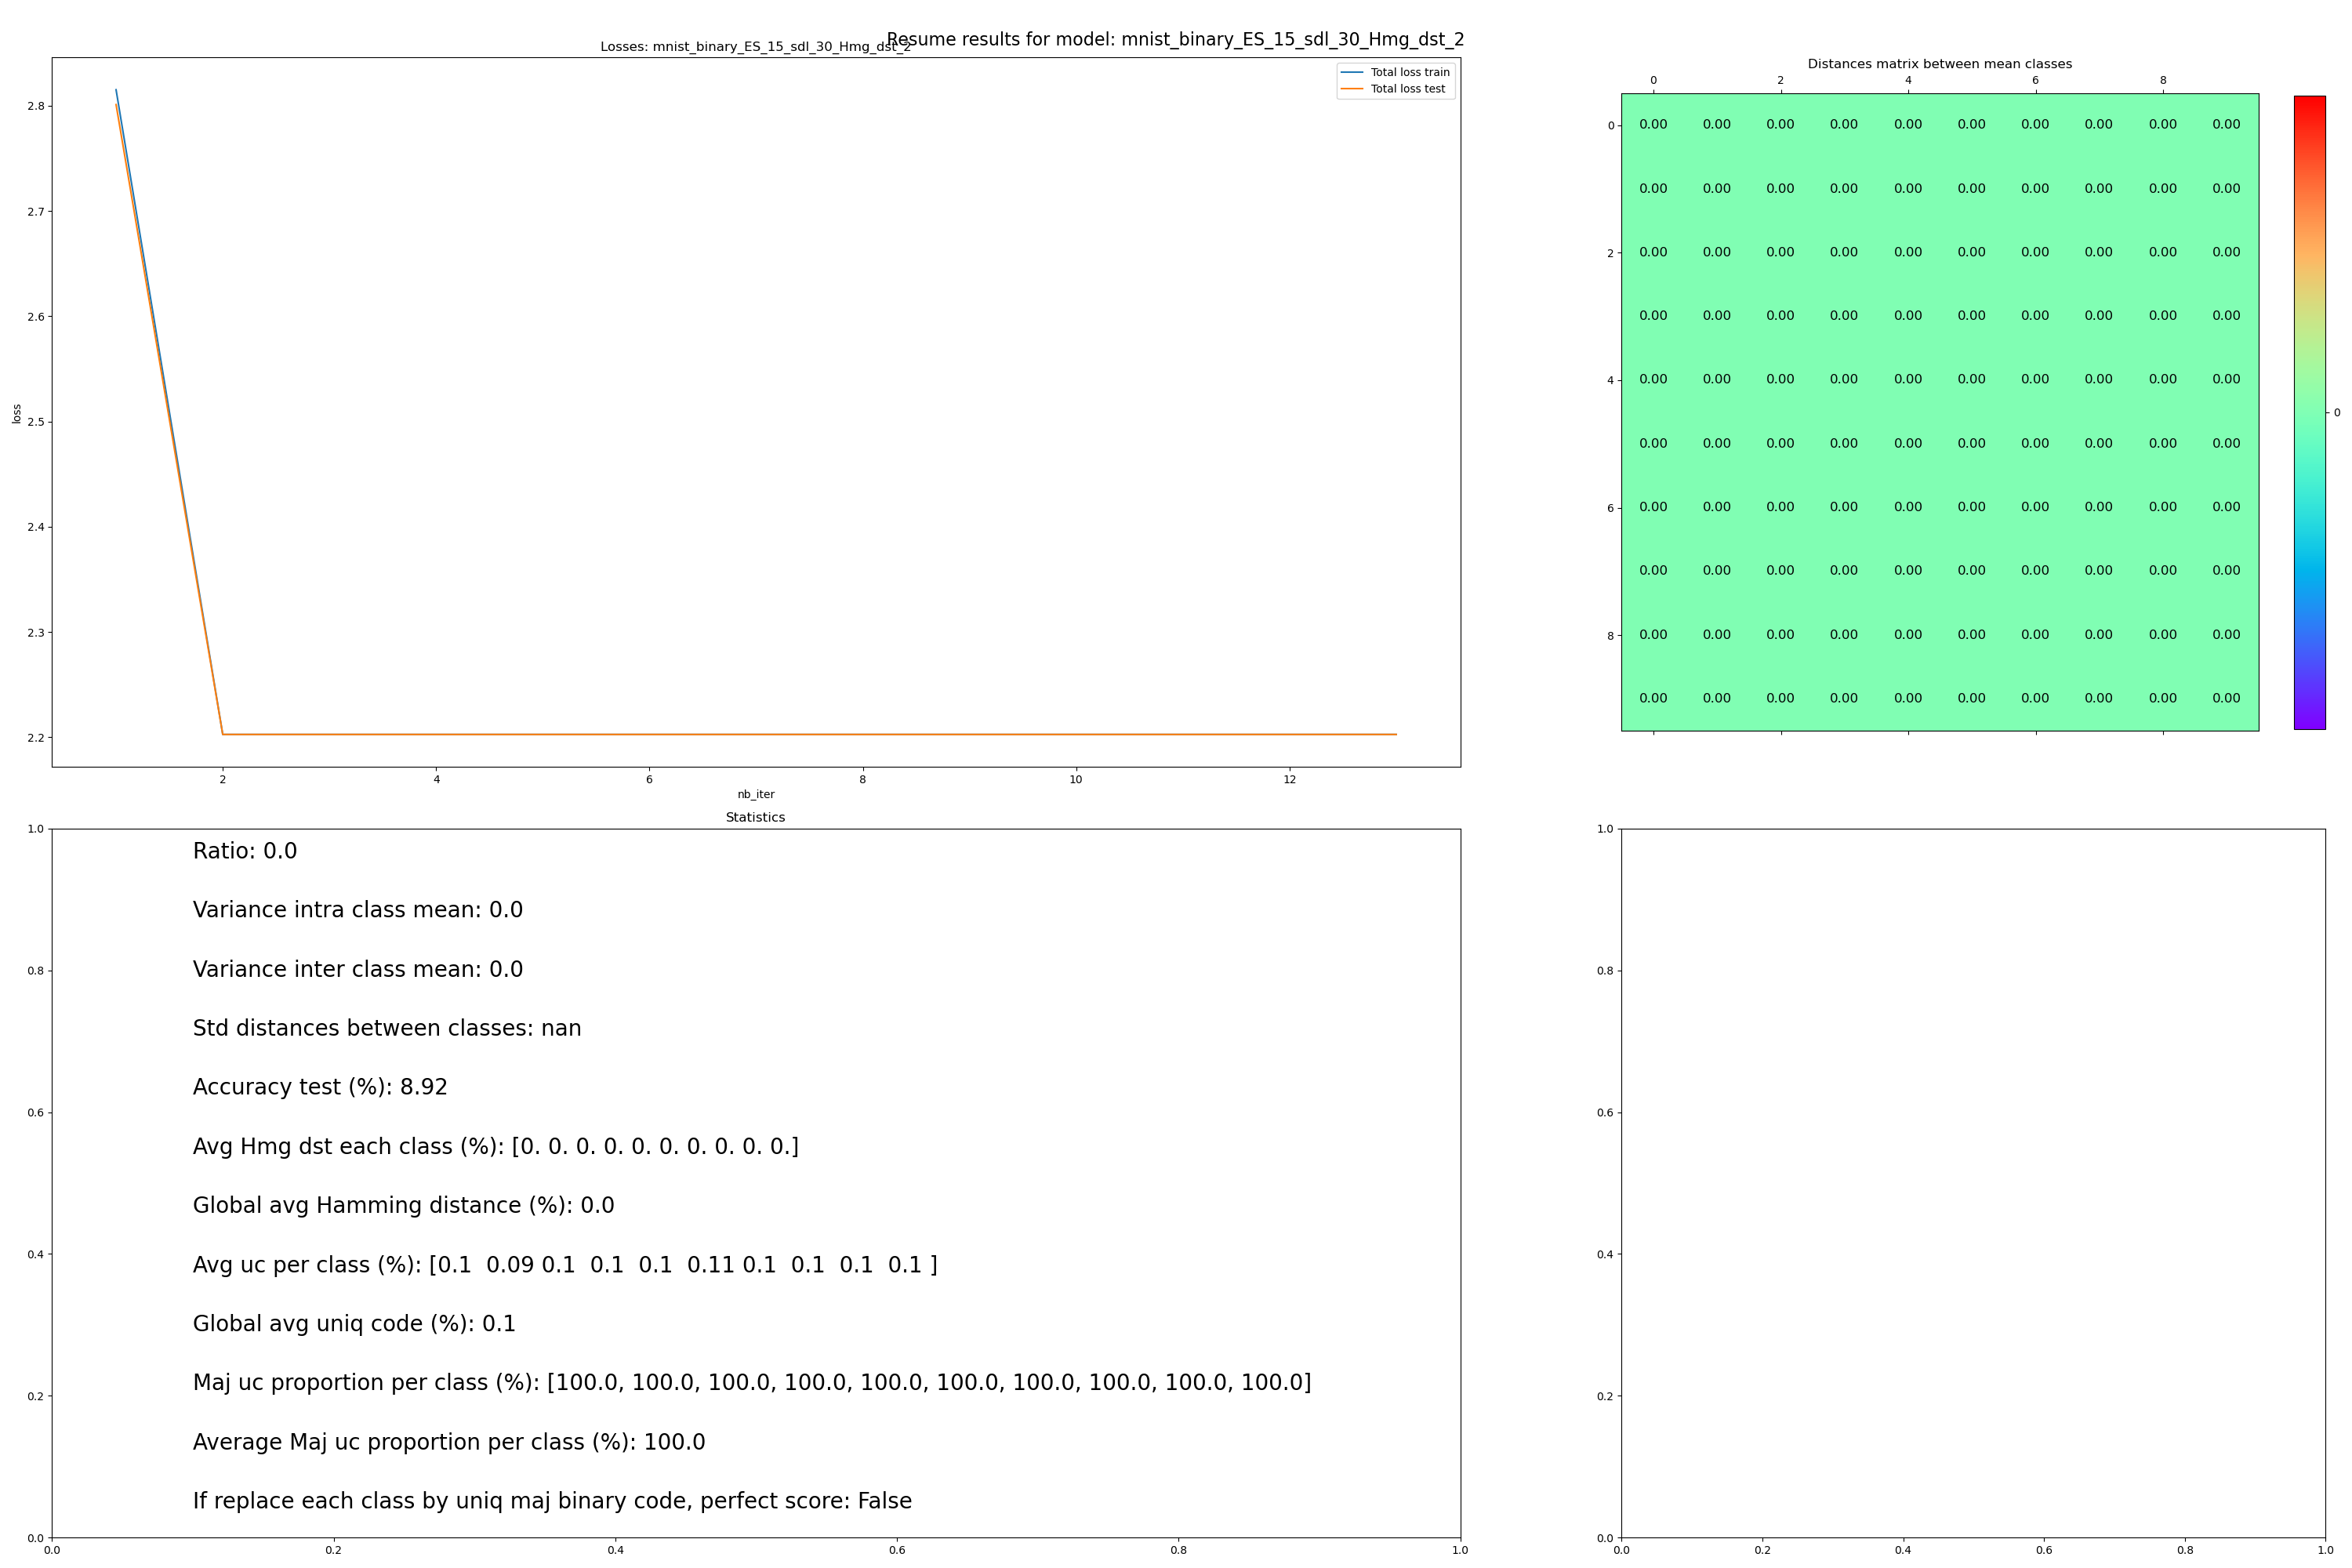 Resume results for model: mnist_binary_ES_15_sdl_30_Hmg_dst_2
Losses: mnist_binary_ES_15_sdl_30_Hmg_dst_2
Total loss train
Total loss test
2.8
2.7
2.6
2.5
2.4
2.3
2.2
loss
2 4 6 8 10 12
nb_iter
Distances matrix between mean classes
0 2 4 6 8
0 0.00 0.00 0.00 0.00 0.00 0.00 0.00 0.00 0.00 0.00
0.00 0.00 0.00 0.00 0.00 0.00 0.00 0.00 0.00 0.00
2 0.00 0.00 0.00 0.00 0.00 0.00 0.00 0.00 0.00 0.00
0.00 0.00 0.00 0.00 0.00 0.00 0.00 0.00 0.00 0.00
4 0.00 0.00 0.00 0.00 0.00 0.00 0.00 0.00 0.00 0.00
0.00 0.00 0.00 0.00 0.00 0.00 0.00 0.00 0.00 0.00
6 0.00 0.00 0.00 0.00 0.00 0.00 0.00 0.00 0.00 0.00
0.00 0.00 0.00 0.00 0.00 0.00 0.00 0.00 0.00 0.00
8 0.00 0.00 0.00 0.00 0.00 0.00 0.00 0.00 0.00 0.00
0.00 0.00 0.00 0.00 0.00 0.00 0.00 0.00 0.00 0.00
0
Statistics
Ratio: 0.0
Variance intra class mean: 0.0
Variance inter class mean: 0.0
Std distances between classes: nan
Accuracy test (%): 8.92
Avg Hmg dst each class (%): [0. 0. 0. 0. 0. 0. 0. 0. 0. 0.]
Global avg Hamming distance (%): 0.0
Avg uc per class (%): [0.1  0.09 0.1  0.1  0.1  0.11 0.1  0.1  0.1  0.1 ]
Global avg uniq code (%): 0.1
Maj uc proportion per class (%): [100.0, 100.0, 100.0, 100.0, 100.0, 100.0, 100.0, 100.0, 100.0, 100.0]
Average Maj uc proportion per class (%): 100.0
If replace each class by uniq maj binary code, perfect score: False
1.0
0.8
0.6
0.4
0.2
0.0
0.0 0.2 0.4 0.6 0.8 1.0
1.0
0.8
0.6
0.4
0.2
0.0
0.0 0.2 0.4 0.6 0.8 1.0